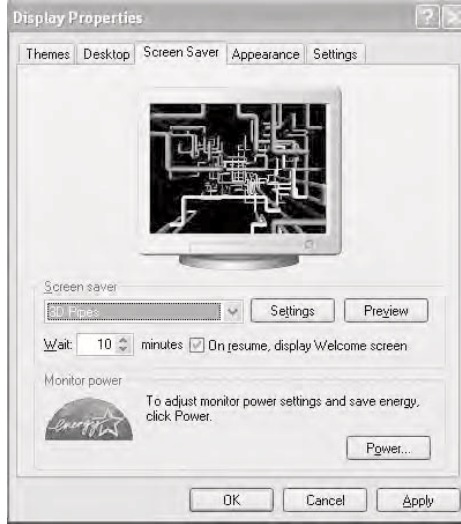 Display Properties
Themes Desktop Screen Saver Appearance Settings
Screen saver
3D Pipes
Settings
Preview
Wait: 10 minutes On resume, display Welcome screen
Monitor power
energy
To adjust monitor power settings and save energy,
click Power.
Power...
OK Cancel Apply